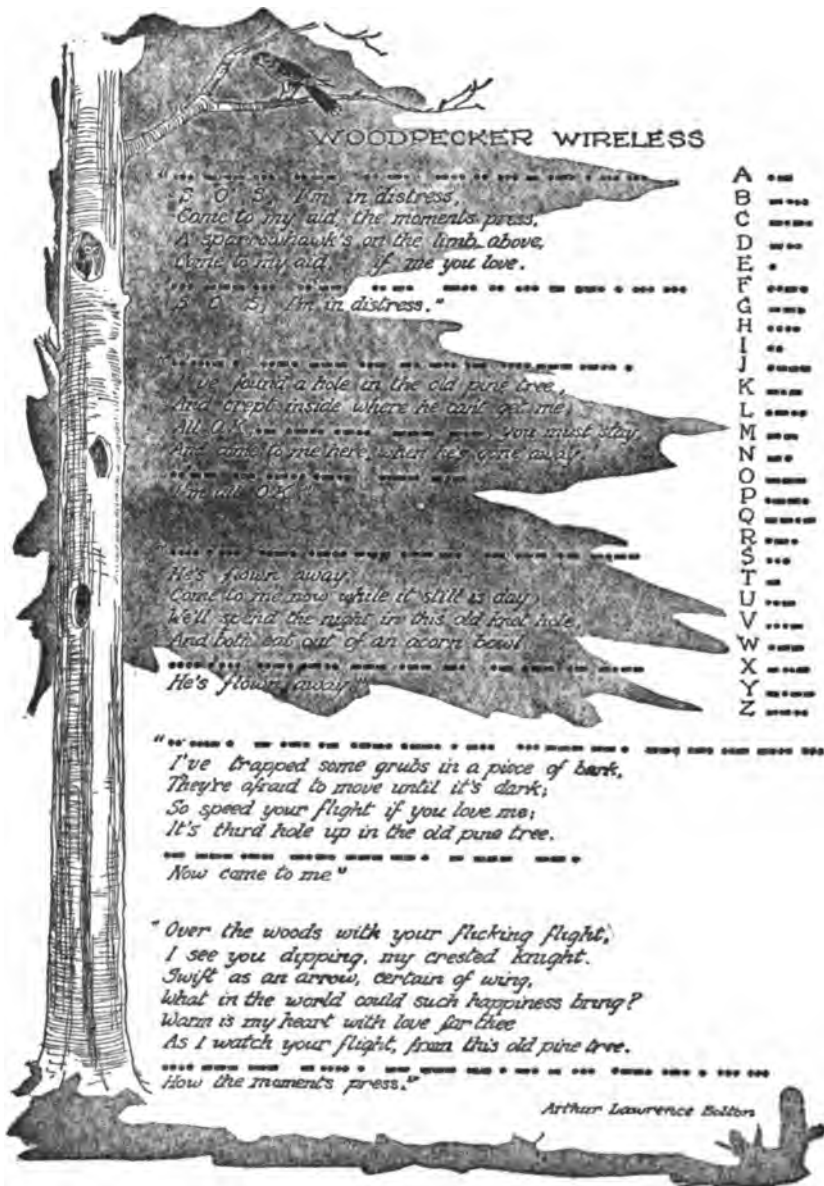 WOODPECKER WIRELESS
S O S, I'm in distress,
Come to my aid, the moments press,
A sparrowhawk's on the limb above,
Come to my aid, if me you love.
S O S, I'm in distress."
I've found a hole in the old pine tree,
And crept inside where he can't get me,
All O.K., you must stay,
And come to me here, when he's gone away.
I'm all O.K."
He's flown away,
Come to me now while it still is day,
We'll spend the night in this old knot hole,
And both eat out of an acorn bowl
He's flown away."
I've trapped some grubs in a piece of bark,
They're afraid to move until it's dark;
So speed your flight if you love me;
It's third hole up in the old pine tree.
Now come to me"
"Over the woods with your flicking flight,
I see you dipping, my crested knight.
Swift as an arrow, certain of wing,
What in the world could such happiness bring?
Warm is my heart with love for thee
As I watch your flight, from this old pine tree.
How the moments press."
Arthur Lawrence Bolton
A
B
C
D
E
F
G
H
I
J
K
L
M
N
O
P
Q
R
S
T
U
V
W
X
Y
Z